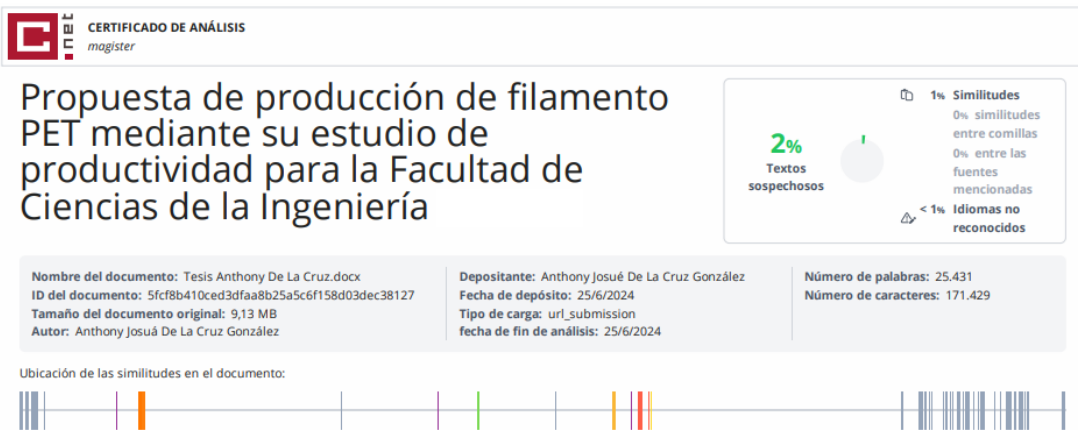 .net
CERTIFICADO DE ANÁLISIS
magister
Propuesta de producción de filamento
PET mediante su estudio de
productividad para la Facultad de
Ciencias de la Ingeniería
2%
Textos
sospechosos
1% Similitudes
0% similitudes
entre comillas
0% entre las
fuentes
mencionadas
< 1% Idiomas no
reconocidos
Nombre del documento: Tesis Anthony De La Cruz.docx
ID del documento: 5fcf8b410ced3dfaa8b25a5c6f158d03dec38127
Tamaño del documento original: 9,13 MB
Autor: Anthony Josuá De La Cruz González
Depositante: Anthony Josué De La Cruz González
Fecha de depósito: 25/6/2024
Tipo de carga: url_submission
fecha de fin de análisis: 25/6/2024
Número de palabras: 25.431
Número de caracteres: 171.429
Ubicación de las similitudes en el documento: